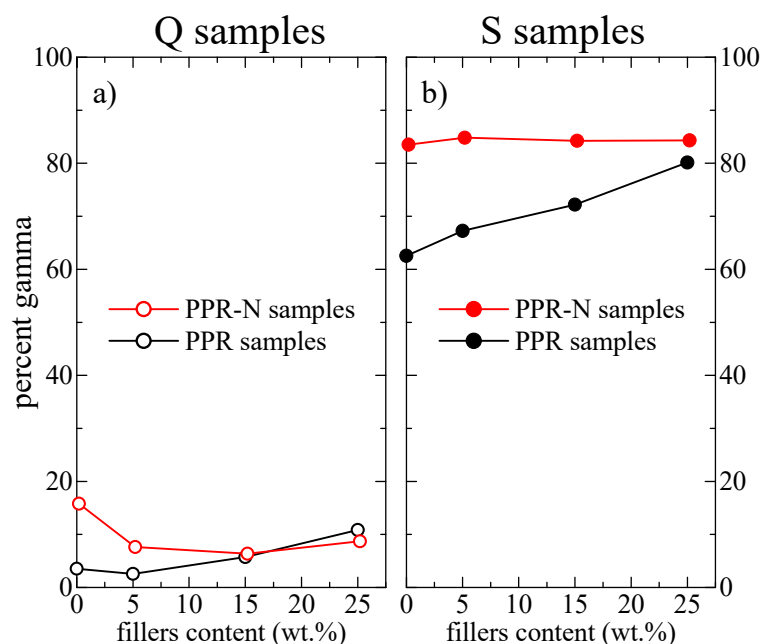 Q samples
S samples
100
80
60
40
20
0
percent gamma
a)
PPR-N samples
PPR samples
0 5 10 15 20 25
fillers content (wt.%)
b)
PPR-N samples
PPR samples
100
80
60
40
20
0
0 5 10 15 20 25
fillers content (wt.%)